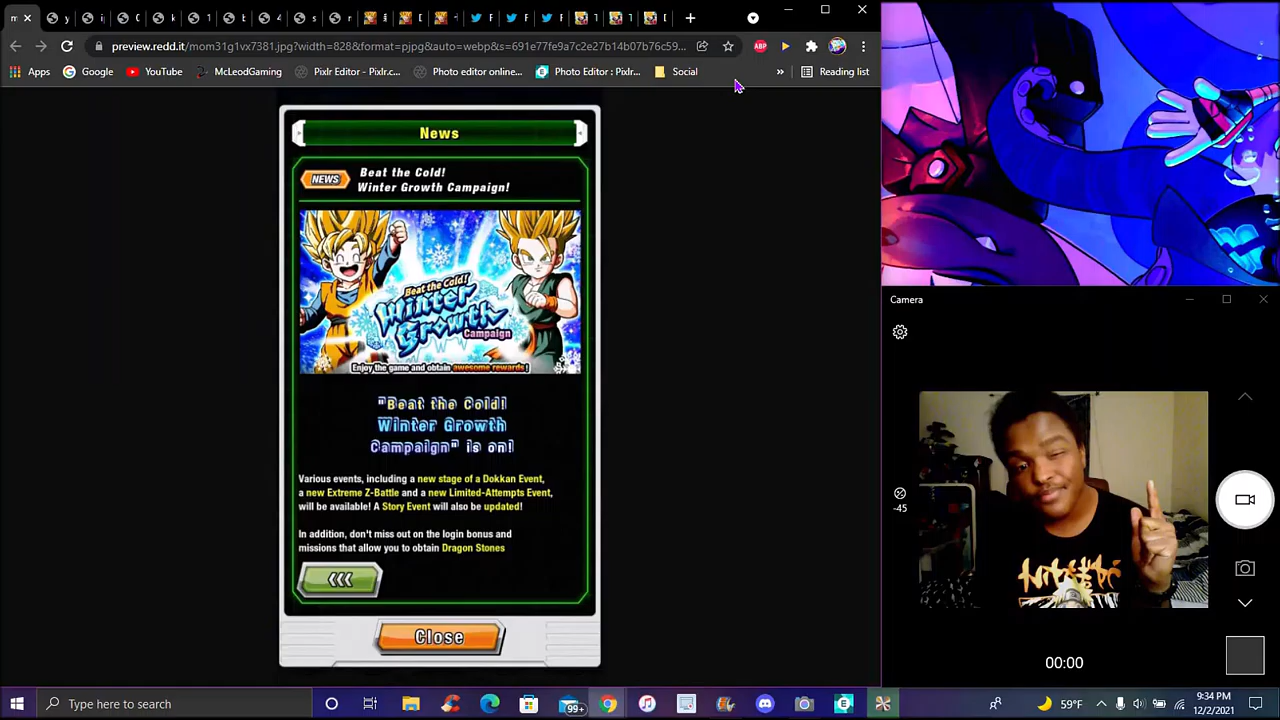 preview.redd.it/mom31g1vx7381.jpg?width=828&format=pjpg&auto=webp&s=691e77fe9a7c2e27b14b07b76c59...
ABP
Apps
Google
YouTube
McLeodGaming
Pixlr Editor - Pixlr.c...
Photo editor online...
Photo Editor : Pixlr...
Social
»
Reading list
News
NEWS
Beat the Cold!
Winter Growth Campaign!
Beat the Cold!
Winter
Growth
Campaign
Enjoy the game and obtain awesome rewards!
"Beat the Cold!
Winter Growth
Campaign" is on!
Various events, including a new stage of a Dokkan Event,
a new Extreme Z-Battle and a new Limited-Attempts Event,
will be available! A Story Event will also be updated!
In addition, don't miss out on the login bonus and
missions that allow you to obtain Dragon Stones
Close
Camera
-45
00:00
Type here to search
99+
59°F
9:34 PM
12/2/2021